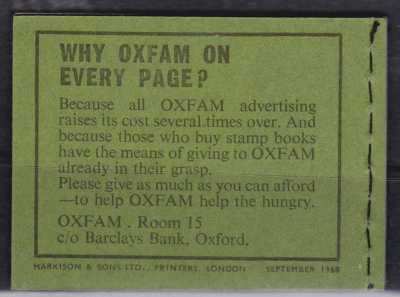 WHY OXFAM ON
EVERY PAGE?
Because all OXFAM advertising
raises its cost several times over. And
because those who buy stamp books
have the means of giving to OXFAM
already in their grasp.
Please give as much as you can afford
—to help OXFAM help the hungry.
OXFAM . Room 15
c/o Barclays Bank, Oxford.
HARRISON & SONS LTD., PRINTERS, LONDON SEPTEMBER 1968